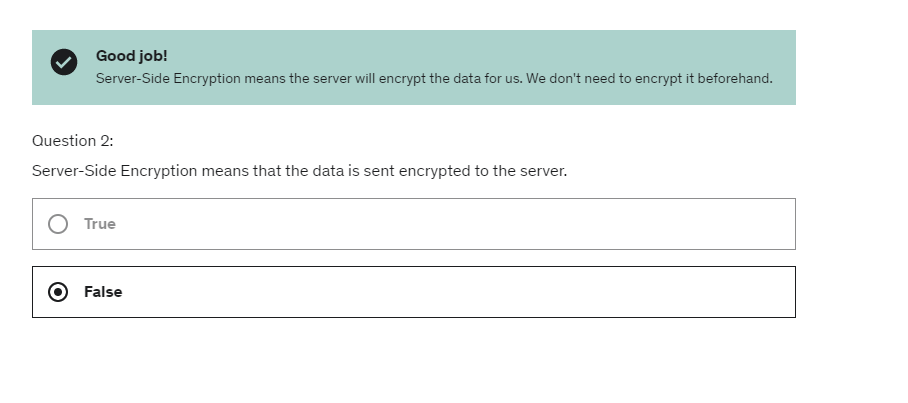 Good job!
Server-Side Encryption means the server will encrypt the data for us. We don't need to encrypt it beforehand.
Question 2:
Server-Side Encryption means that the data is sent encrypted to the server.
True
False